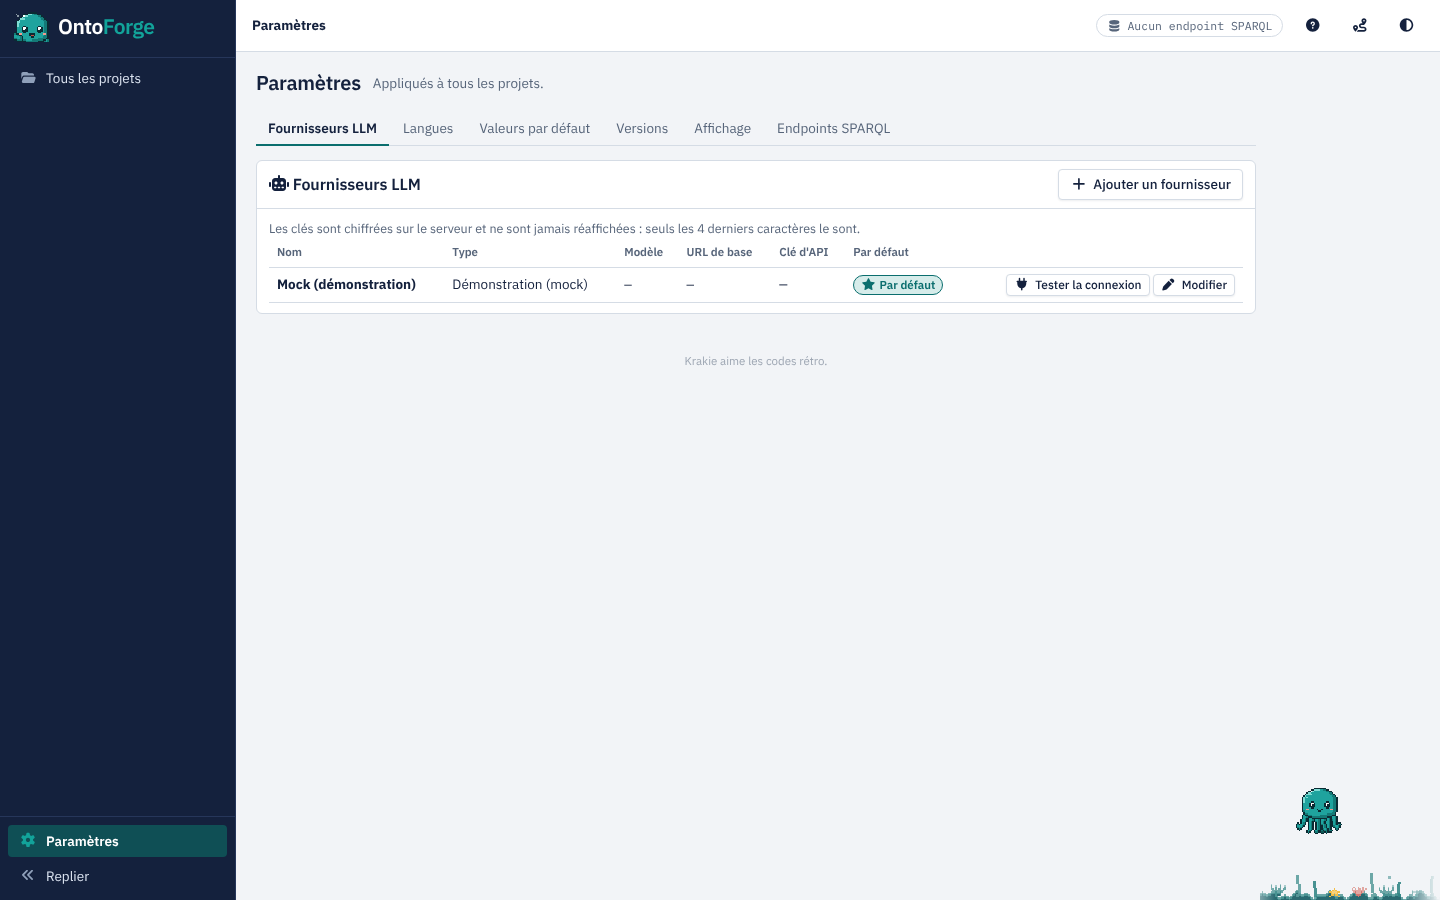 OntoForge
Tous les projets
Paramètres
Replier
Paramètres
Aucun endpoint SPARQL
Paramètres Appliqués à tous les projets.
Fournisseurs LLM Langues Valeurs par défaut Versions Affichage Endpoints SPARQL
Fournisseurs LLM
Ajouter un fournisseur
Les clés sont chiffrées sur le serveur et ne sont jamais réaffichées : seuls les 4 derniers caractères le sont.
Nom Type Modèle URL de base Clé d'API Par défaut
Mock (démonstration) Démonstration (mock) – – – Par défaut Tester la connexion Modifier
Krakie aime les codes rétro.